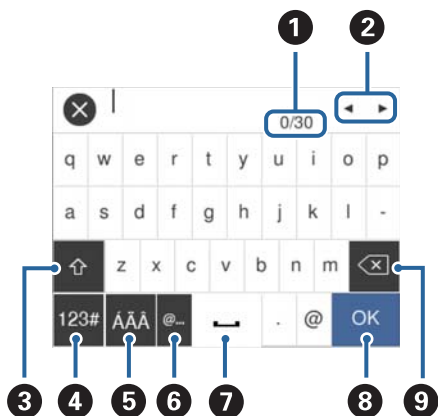 1 2
0/30
q w e r t y u i o p
a s d f g h j k l -
z x c v b n m
123# ÁÃÂ @... . @ OK
3 4 5 6 7 8 9